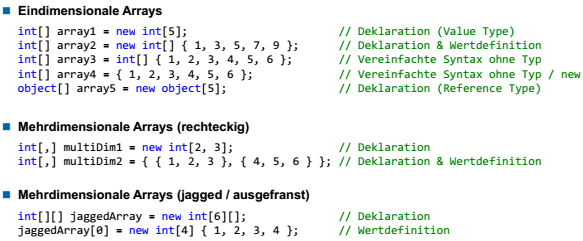 Eindimensionale Arrays
int[] array1 = new int[5]; // Deklaration (Value Type)
int[] array2 = new int[] { 1, 3, 5, 7, 9 }; // Deklaration & Wertdefinition
int[] array3 = int[] { 1, 2, 3, 4, 5, 6 }; // Vereinfachte Syntax ohne Typ
int[] array4 = { 1, 2, 3, 4, 5, 6 }; // Vereinfachte Syntax ohne Typ / new
object[] array5 = new object[5]; // Deklaration (Reference Type)
Mehrdimensionale Arrays (rechteckig)
int[,] multiDim1 = new int[2, 3]; // Deklaration
int[,] multiDim2 = { { 1, 2, 3 }, { 4, 5, 6 } }; // Deklaration & Wertdefinition
Mehrdimensionale Arrays (jagged / ausgefranst)
int[][] jaggedArray = new int[6][]; // Deklaration
jaggedArray[0] = new int[4] { 1, 2, 3, 4 }; // Wertdefinition